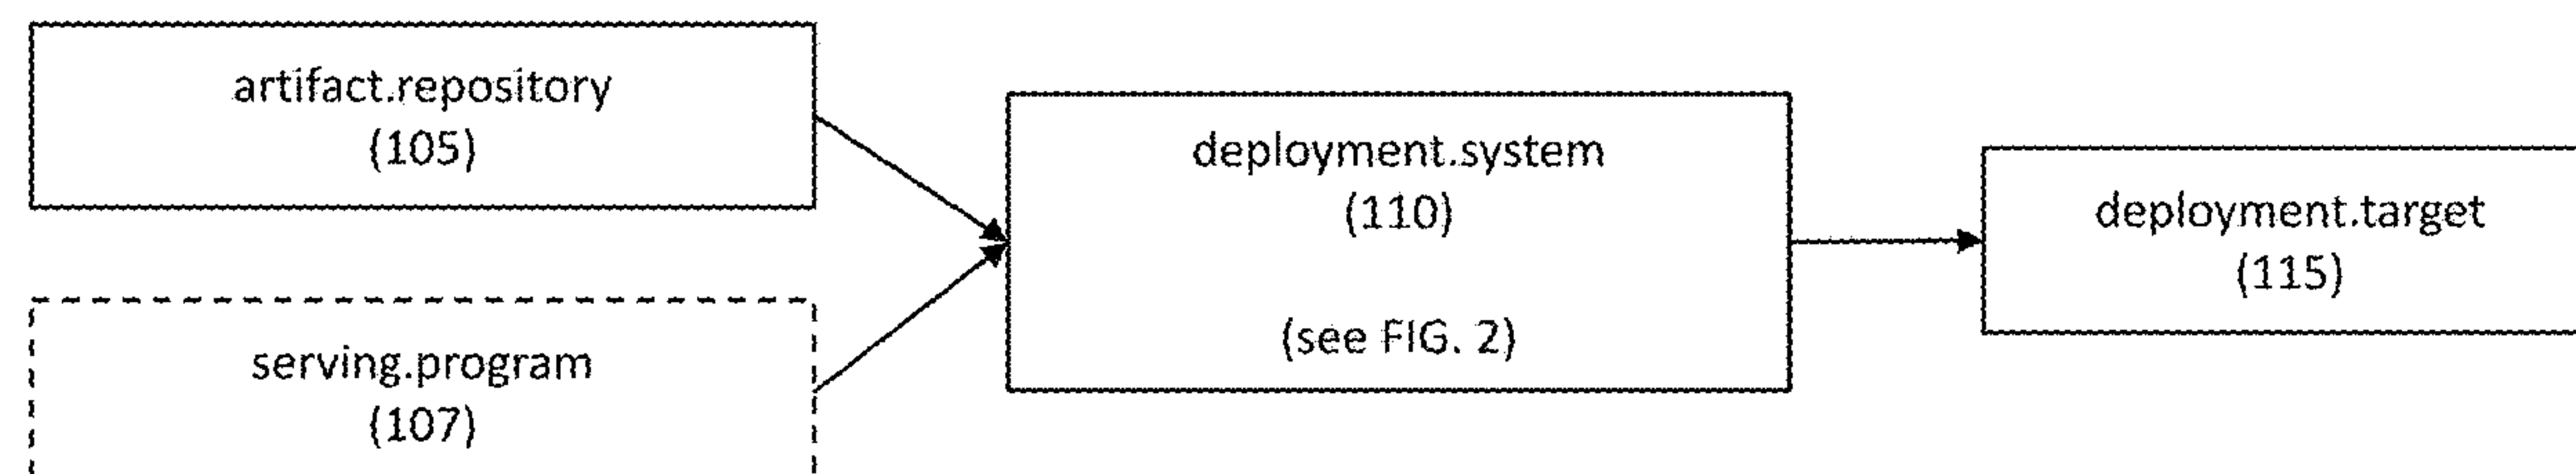 artifact.repository
(105)
serving.program
(107)
deployment.system
(110)
(see FIG. 2)
deployment.target
(115)